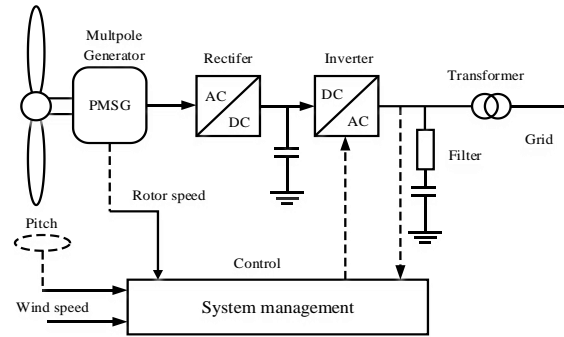 Multpole
Generator
Rectifer
Inverter
Transformer
PMSG
AC
DC
DC
AC
Grid
Filter
Rotor speed
Pitch
Control
Wind speed
System management